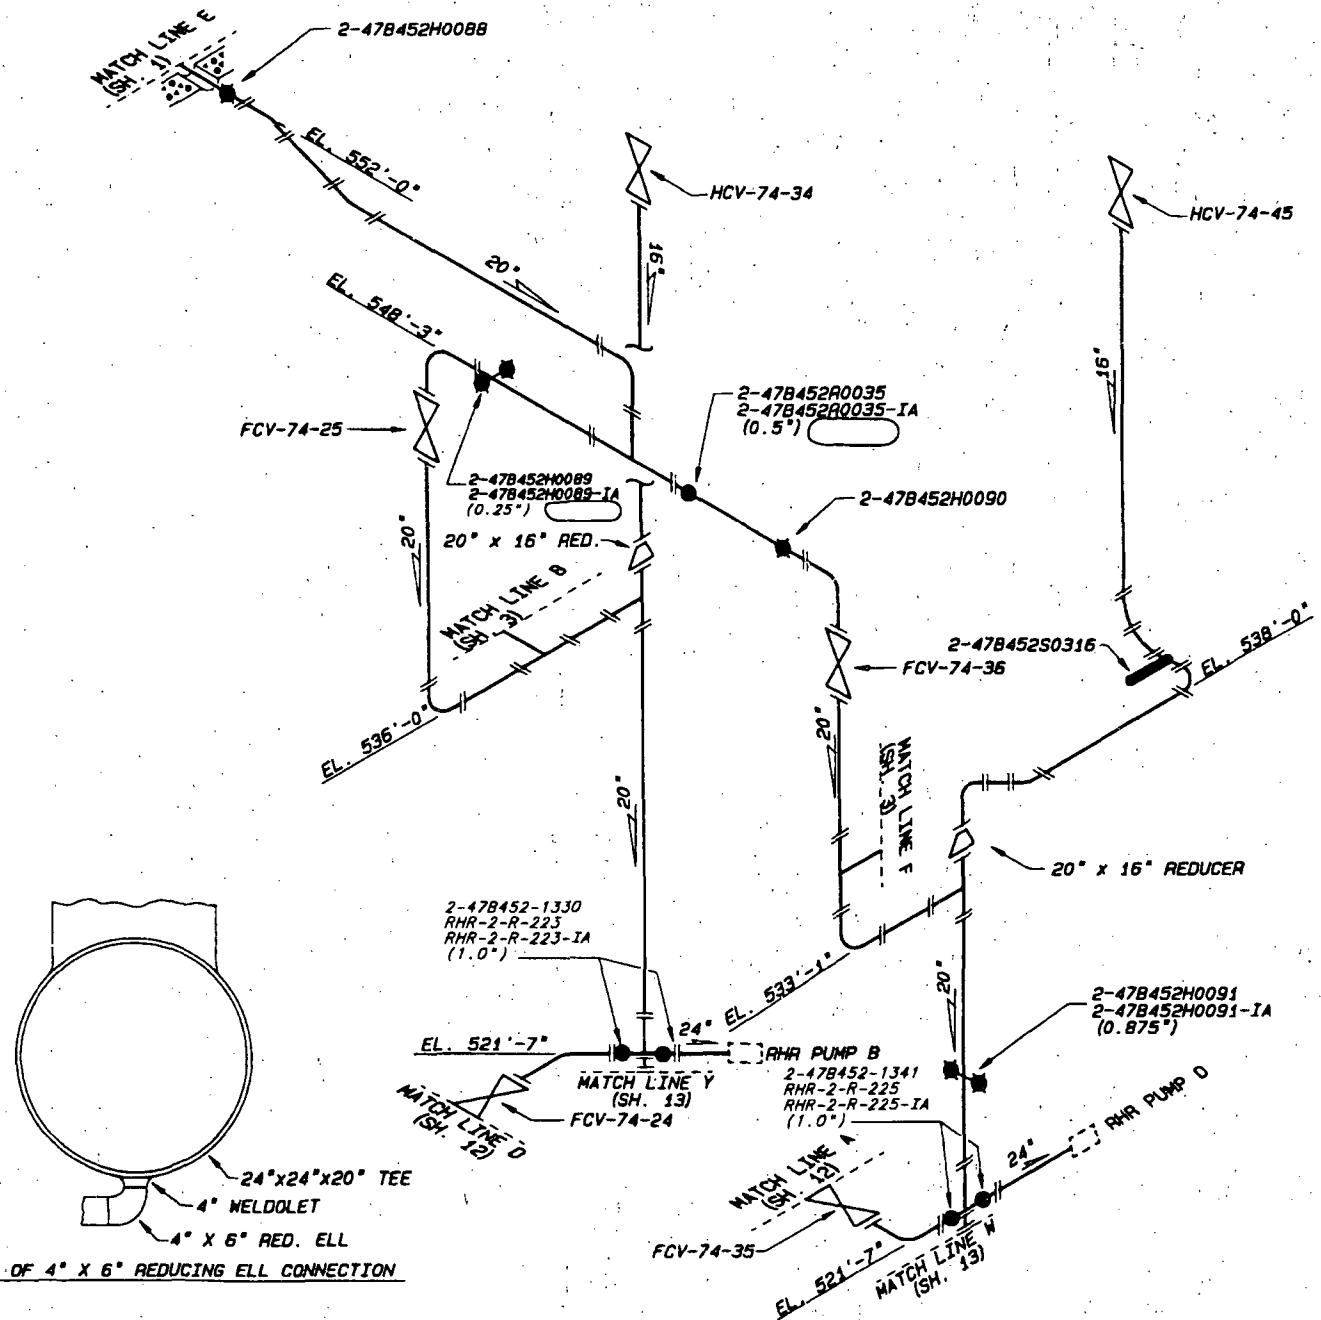 MATCH LINE E
(SH. 1)
2-47B452H0088
EL. 552'-0"
HCV-74-34
HCV-74-45
20"
16"
EL. 548'-3"
16"
2-47B452R0035
2-47B452R0035-IA
(0.5")
FCV-74-25
2-47B452H0089
2-47B452H0089-IA
(0.25")
2-47B452H0090
20"
20" X 16" RED.
MATCH LINE B
(SH. 3)
2-47B452S0316
EL. 538'-0"
FCV-74-36
EL. 536'-0"
20"
MATCH LINE F
(SH. 3)
20"
20" X 16" REDUCER
2-47B452-1330
RHR-2-R-223
RHR-2-R-223-IA
(1.0")
EL. 533'-1"
20"
2-47B452H0091
2-47B452H0091-IA
(0.875")
EL. 521'-7"
24"
RHR PUMP B
MATCH LINE Y
(SH. 13)
2-47B452-1341
RHR-2-R-225
RHR-2-R-225-IA
(1.0")
MATCH LINE D
(SH. 12)
FCV-74-24
RHR PUMP D
24"
MATCH LINE A
(SH. 12)
24"X24"X20" TEE
4" WELDOLET
4" X 6" RED. ELL
FCV-74-35
EL. 521'-7"
MATCH LINE W
(SH. 13)
OF 4" X 6" REDUCING ELL CONNECTION